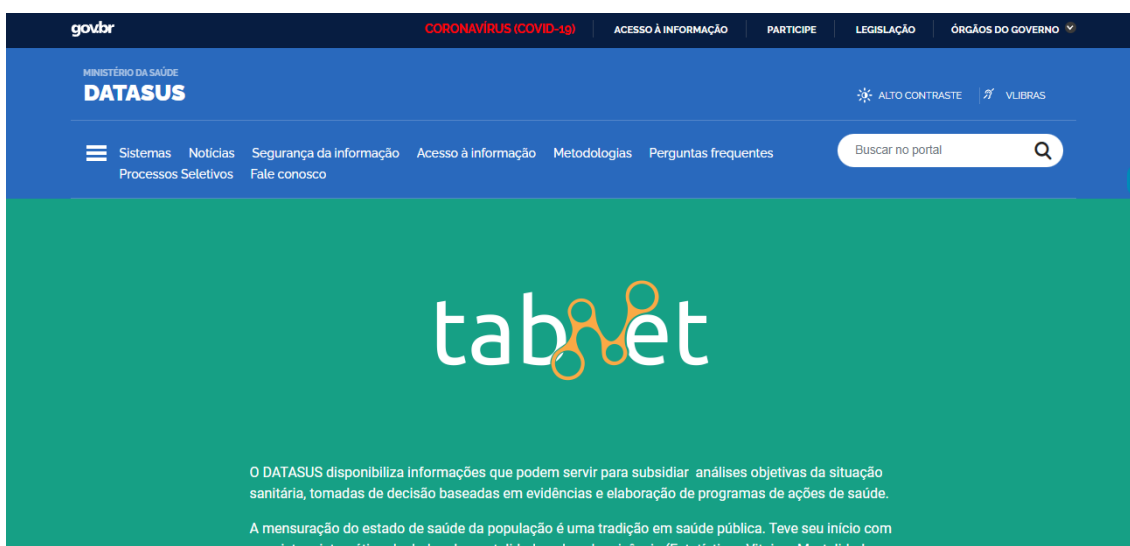 gov.br
CORONAVÍRUS (COVID-19) ACESSO À INFORMAÇÃO PARTICIPE LEGISLAÇÃO ÓRGÃOS DO GOVERNO
MINISTÉRIO DA SAÚDE
DATASUS
ALTO CONTRASTE VLIBRAS
Sistemas Notícias Segurança da informação Acesso à informação Metodologias Perguntas frequentes
Processos Seletivos Fale conosco
Buscar no portal
tabnet
O DATASUS disponibiliza informações que podem servir para subsidiar análises objetivas da situação
sanitária, tomadas de decisão baseadas em evidências e elaboração de programas de ações de saúde.
A mensuração do estado de saúde da população é uma tradição em saúde pública. Teve seu início com